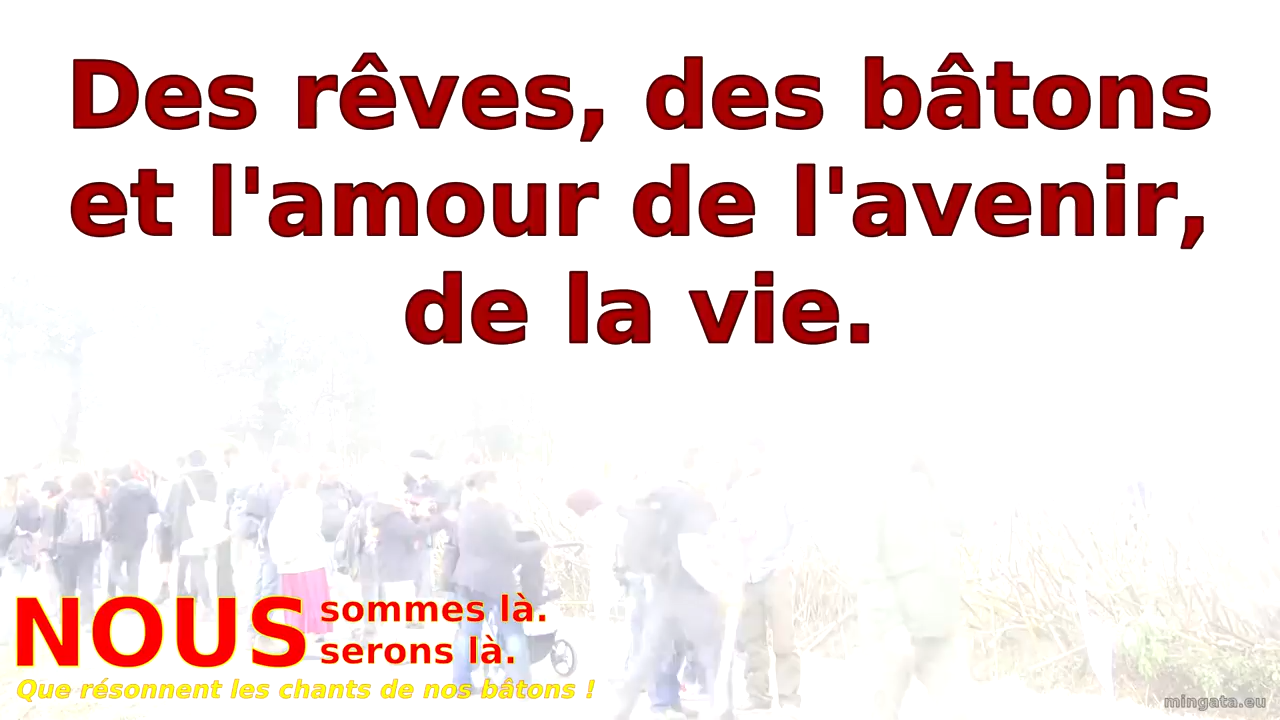 Des rêves, des bâtons
et l'amour de l'avenir,
de la vie.
NOUS sommes là.
serons là.
Que résonnent les chants de nos bâtons !
mingata.eu